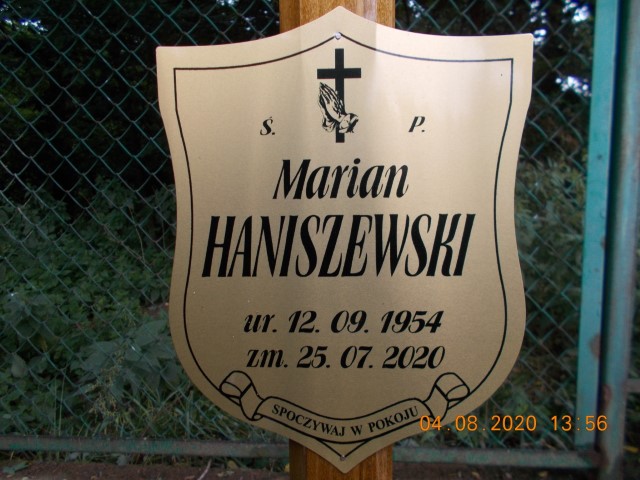 Ś. P.
Marian
HANISZEWSKI
ur. 12. 09. 1954
zm. 25. 07. 2020
SPOCZYWAJ W POKOJU
04.08.2020 13:56